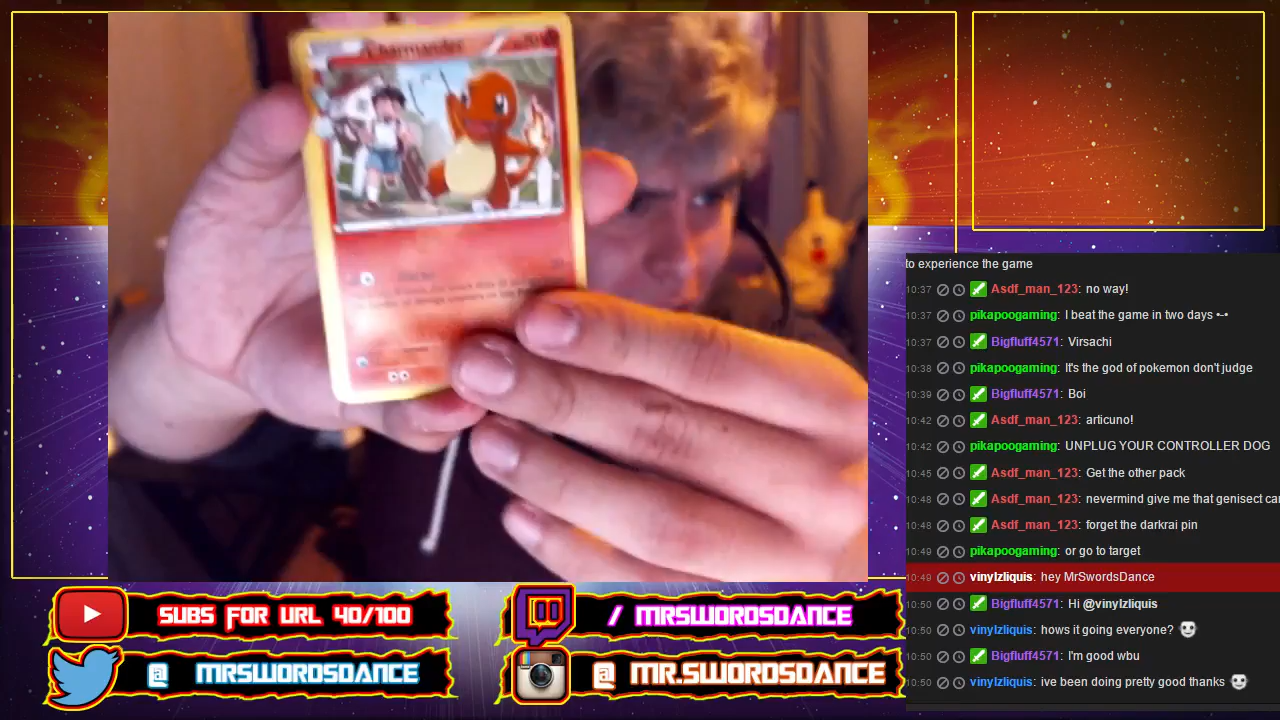 Charmander
to experience the game
10:37 Asdf_man_123: no way!
10:37 pikapoogaming: I beat the game in two days •-•
10:37 Bigfluff4571: Virsachi
10:38 pikapoogaming: It's the god of pokemon don't judge
10:39 Bigfluff4571: Boi
10:42 Asdf_man_123: articuno!
10:42 pikapoogaming: UNPLUG YOUR CONTROLLER DOG
10:45 Asdf_man_123: Get the other pack
10:48 Asdf_man_123: nevermind give me that genisect car
10:48 Asdf_man_123: forget the darkrai pin
10:49 pikapoogaming: or go to target
10:49 vinylzliquis: hey MrSwordsDance
10:50 Bigfluff4571: Hi @vinylzliquis
10:50 vinylzliquis: hows it going everyone?
10:50 Bigfluff4571: I'm good wbu
10:50 vinylzliquis: ive been doing pretty good thanks
SUBS FOR URL 40/100
/ MRSWORDSDANCE
@ MRSWORDSDANCE
@ MR.SWORDSDANCE